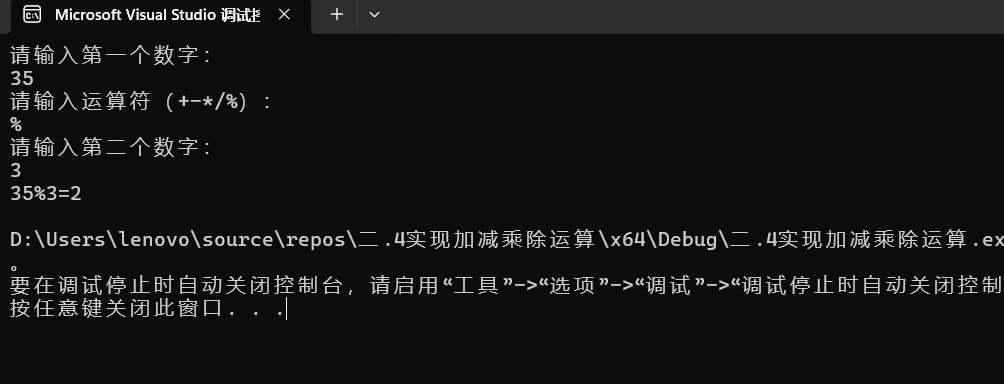 Microsoft Visual Studio 调试
请输入第一个数字：
35
请输入运算符（+-*/%）：
%
请输入第二个数字：
3
35%3=2
D:\Users\lenovo\source\repos\二.4实现加减乘除运算\x64\Debug\二.4实现加减乘除运算.ex
。
要在调试停止时自动关闭控制台，请启用“工具”->“选项”->“调试”->“调试停止时自动关闭控制
按任意键关闭此窗口. . .